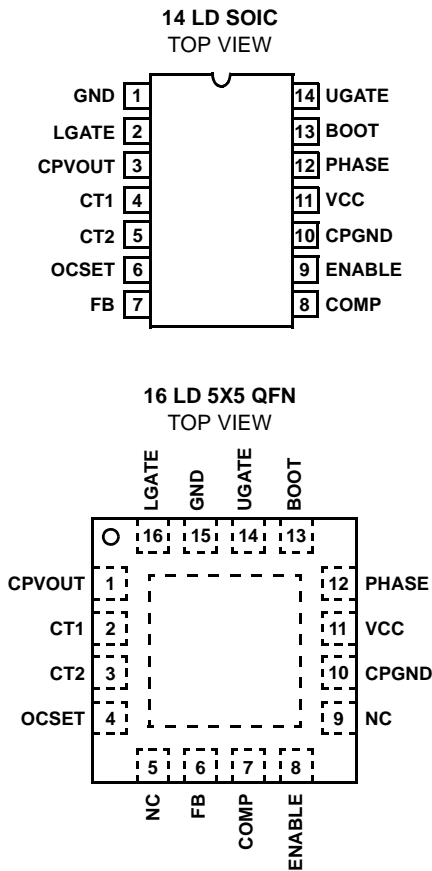 14 LD SOIC
TOP VIEW
GND 1 14 UGATE
LGATE 2 13 BOOT
CPVOUT 3 12 PHASE
CT1 4 11 VCC
CT2 5 10 CPGND
OCSET 6 9 ENABLE
FB 7 8 COMP
16 LD 5X5 QFN
TOP VIEW
LGATE GND UGATE BOOT
16 15 14 13
CPVOUT 1 12 PHASE
CT1 2 11 VCC
CT2 3 10 CPGND
OCSET 4 9 NC
5 6 7 8
NC FB COMP ENABLE